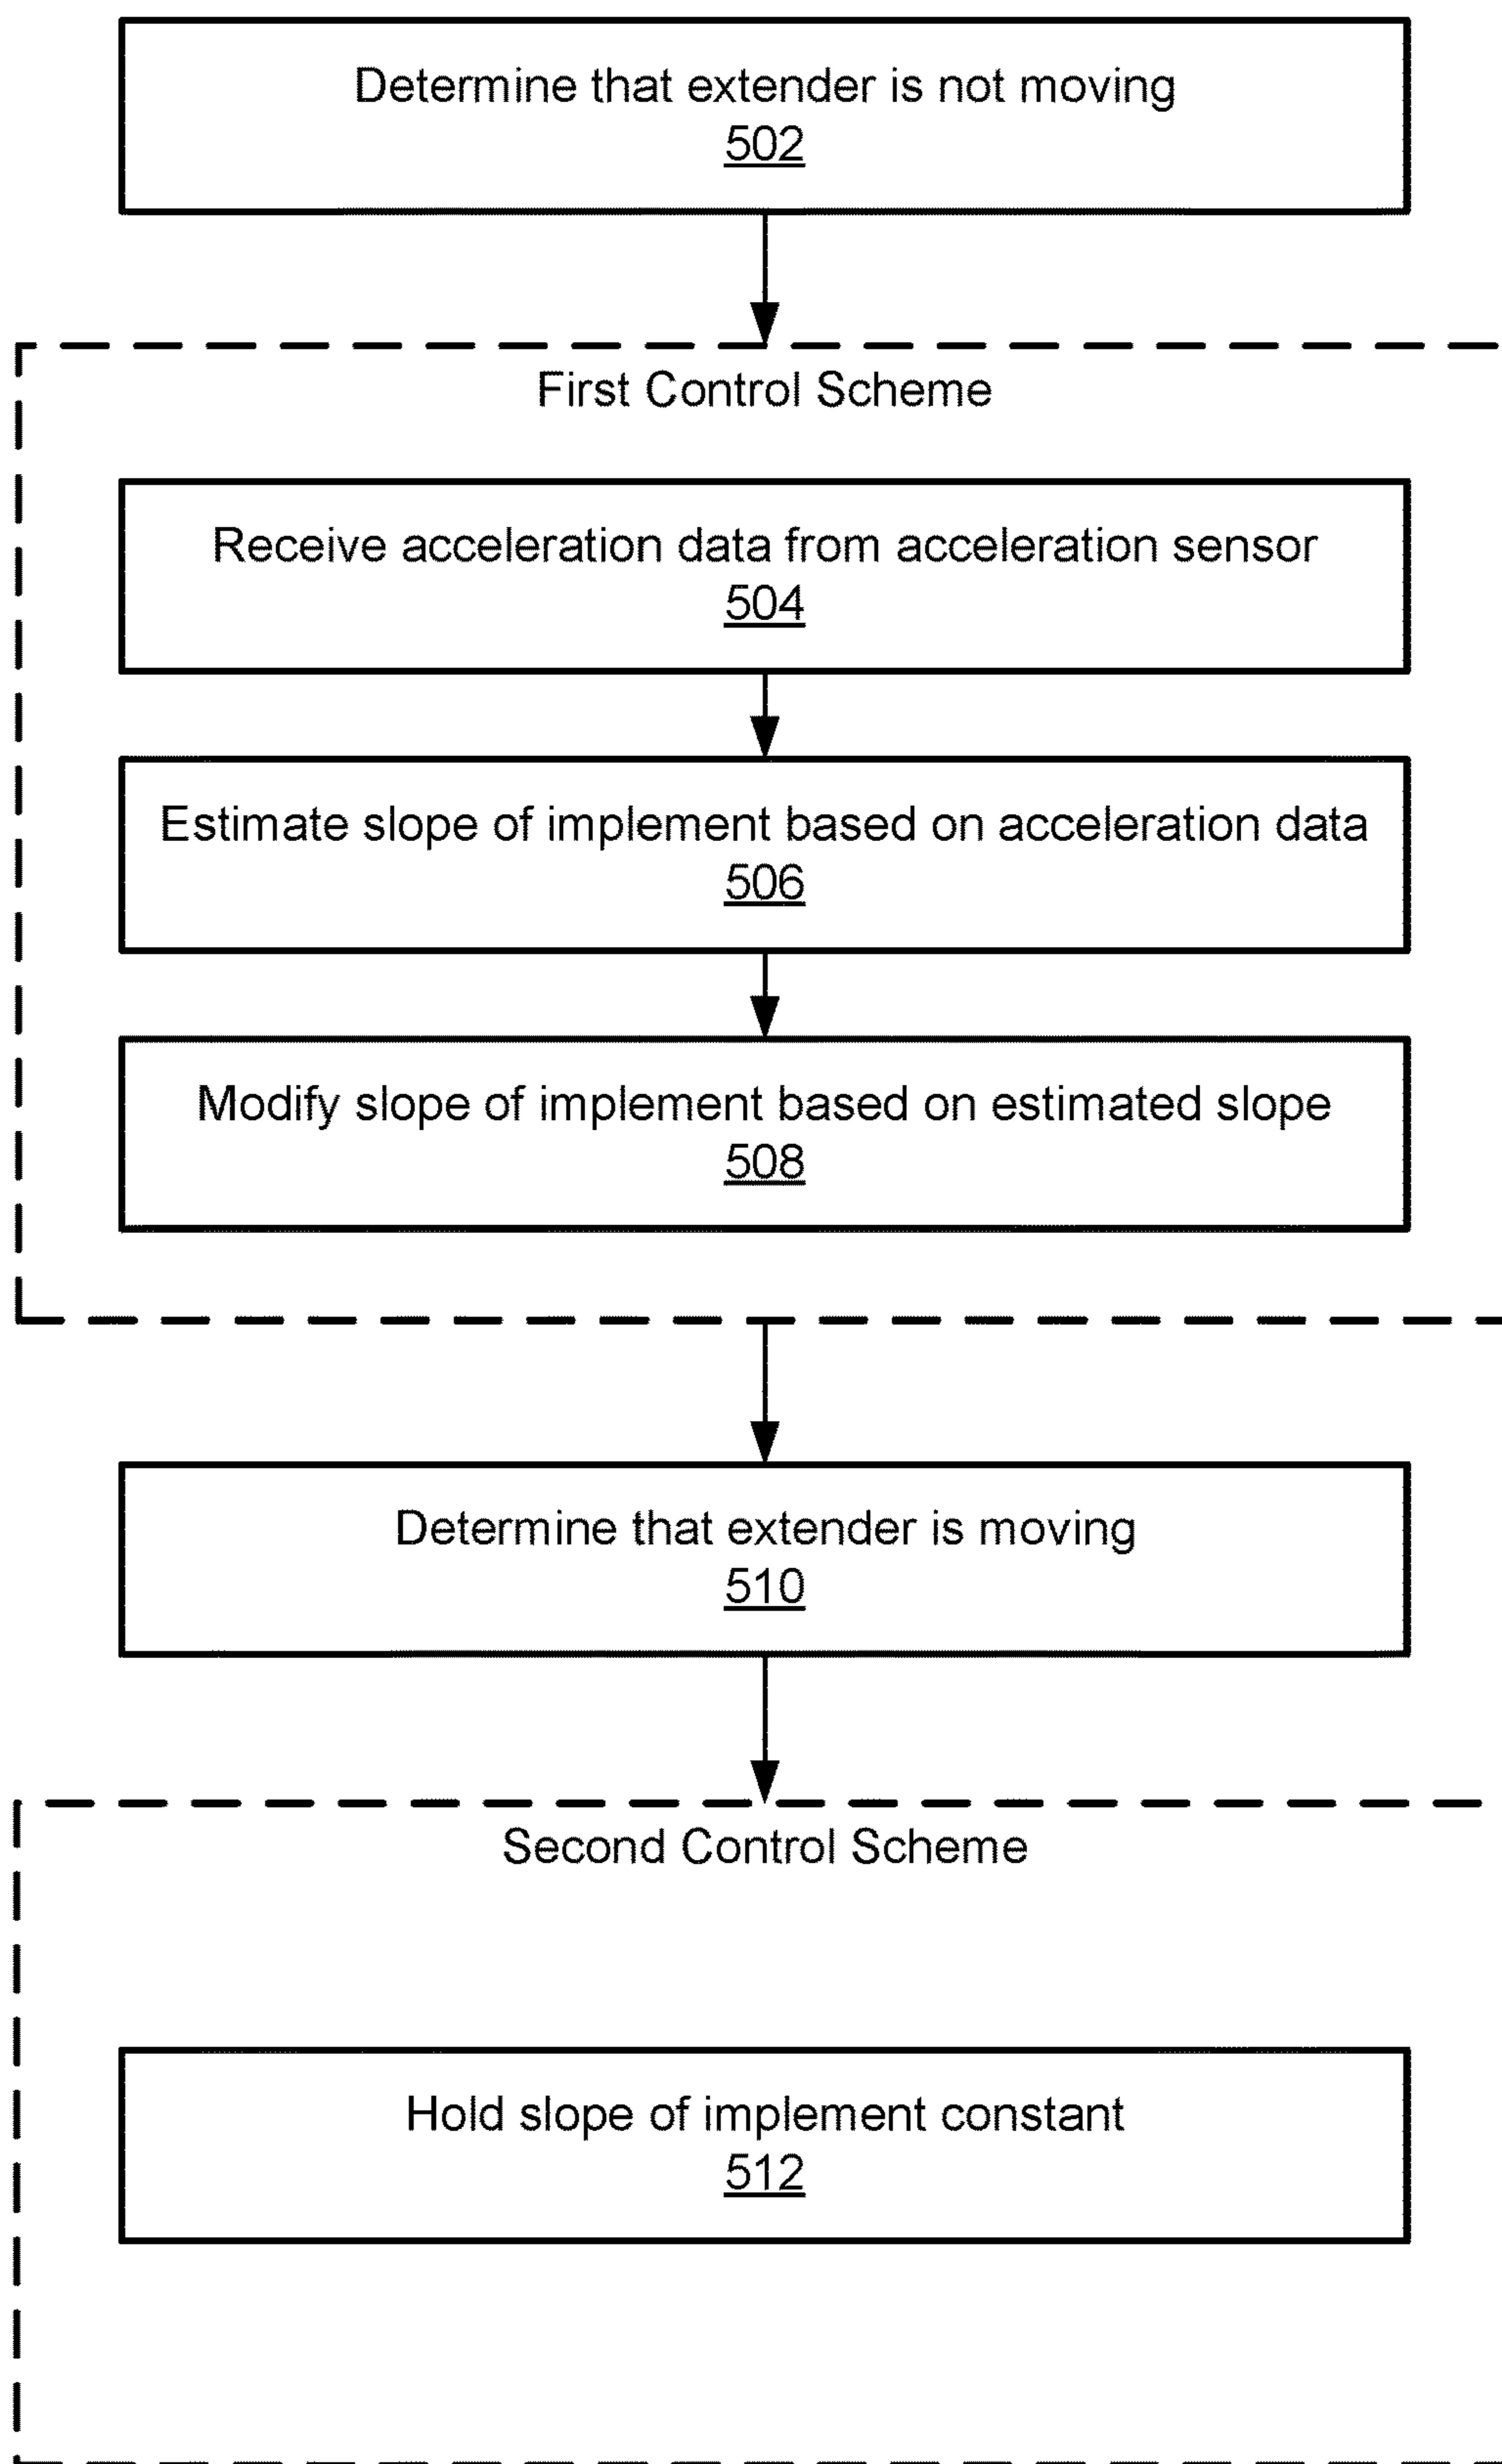 Determine that extender is not moving
502
First Control Scheme
Receive acceleration data from acceleration sensor
504
Estimate slope of implement based on acceleration data
506
Modify slope of implement based on estimated slope
508
Determine that extender is moving
510
Second Control Scheme
Hold slope of implement constant
512